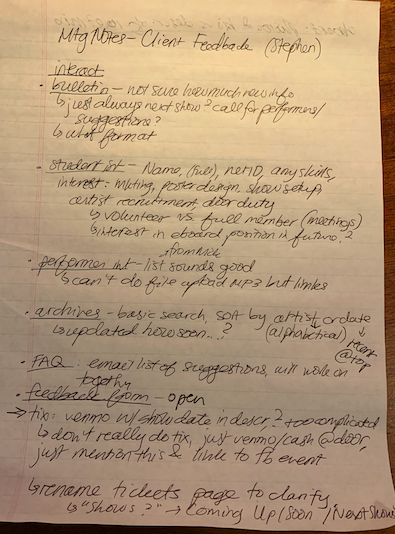 Mtg Notes - Client Feedback (Stephen)
interact
• bulletin - not sure how much new info
↳ just always next show? call for performers/
suggestions?
↳ what format
• student int - Name, (full), netID, any skills,
interest: mkting, poster design, show setup,
artist recruitment, door duty
↳ volunteer vs full member (meetings)
↳ interest in eboard position in future?
• performer int - list sounds good
↳ can't do file upload MP3 but links
• archives - basic search, sort by artist or date
↳ updated how soon..? (alphabetical) recent
@ top
• FAQ - email list of suggestions, will work on
together
• feedback form - open
→ tix: venmo w/ show date in descr? too complicated
↳ don't really do tix, just venmo/cash @ door,
just mention this & link to fb event
↳ rename tickets page to clarify
↳ "shows?" → Coming Up/Soon/Next Show